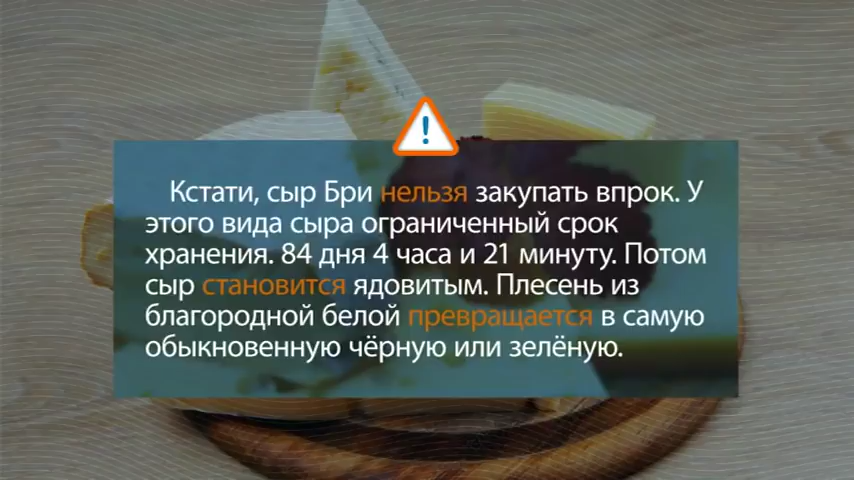 !
Кстати, сыр Бри нельзя закупать впрок. У
этого вида сыра ограниченный срок
хранения. 84 дня 4 часа и 21 минуту. Потом
сыр становится ядовитым. Плесень из
благородной белой превращается в самую
обыкновенную чёрную или зелёную.